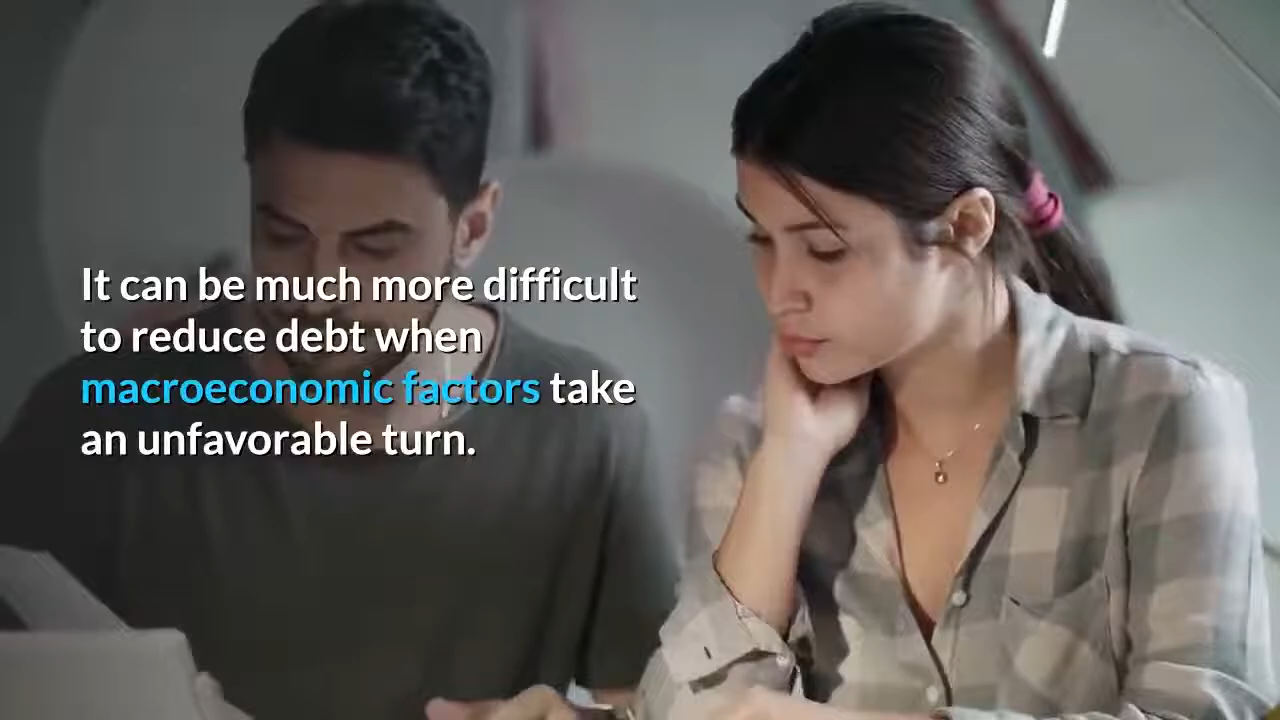 It can be much more difficult
to reduce debt when
macroeconomic factors take
an unfavorable turn.